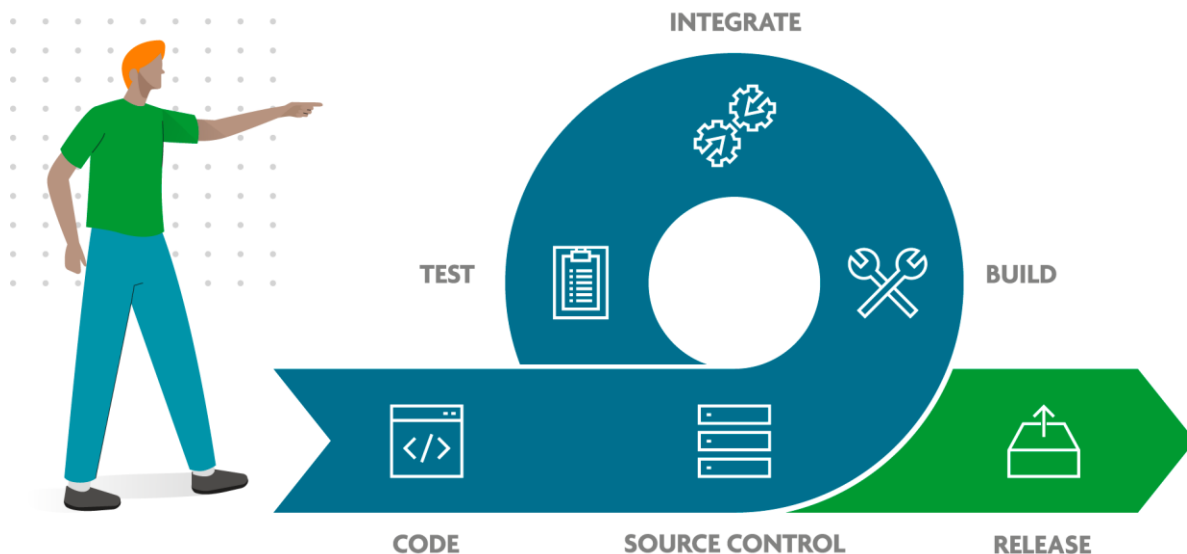 INTEGRATE
TEST
BUILD
</>
CODE
SOURCE CONTROL
RELEASE